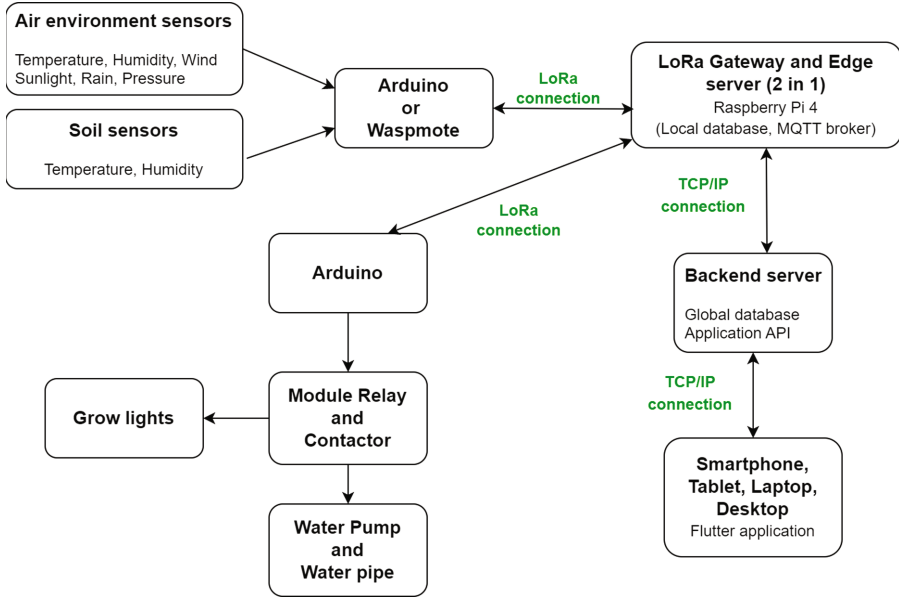 Air environment sensors
Temperature, Humidity, Wind
Sunlight, Rain, Pressure
Soil sensors
Temperature, Humidity
Arduino
or
Waspmote
LoRa
connection
LoRa Gateway and Edge
server (2 in 1)
Raspberry Pi 4
(Local database, MQTT broker)
LoRa
connection
TCP/IP
connection
Arduino
Backend server
Global database
Application API
Module Relay
and
Contactor
Grow lights
TCP/IP
connection
Water Pump
and
Water pipe
Smartphone,
Tablet, Laptop,
Desktop
Flutter application